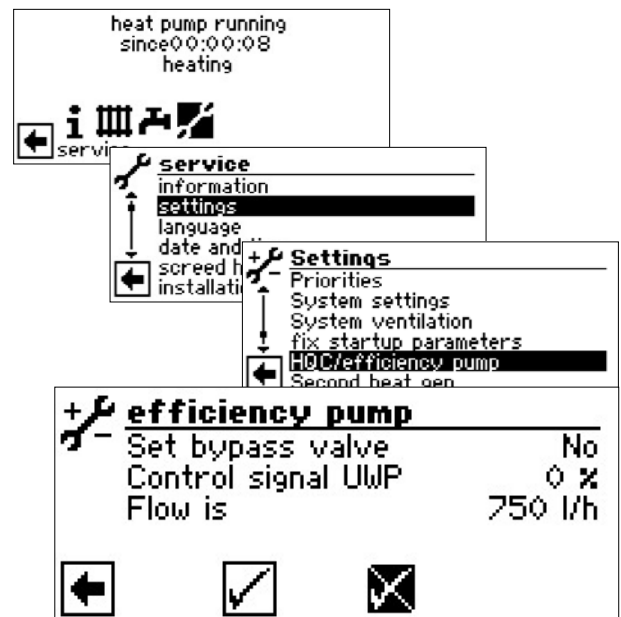 heat pump running
since00:00:08
heating
service
information
settings
language
date and
screed h
installati
Settings
Priorities
System settings
System ventilation
fix startup parameters
HQC/efficiency pump
Second heat gen
efficiency pump
Set bypass valve No
Control signal UWP 0 %
Flow is 750 l/h